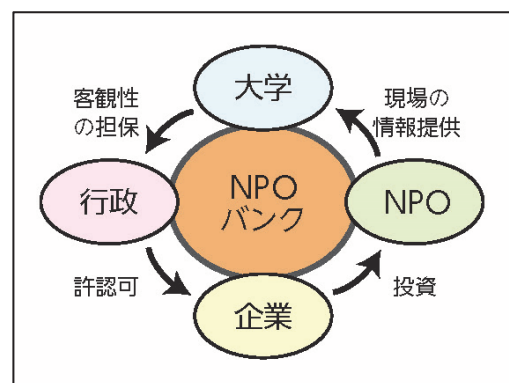 大学
客観性
の担保
現場の
情報提供
行政
NPO
バンク
NPO
許認可
投資
企業